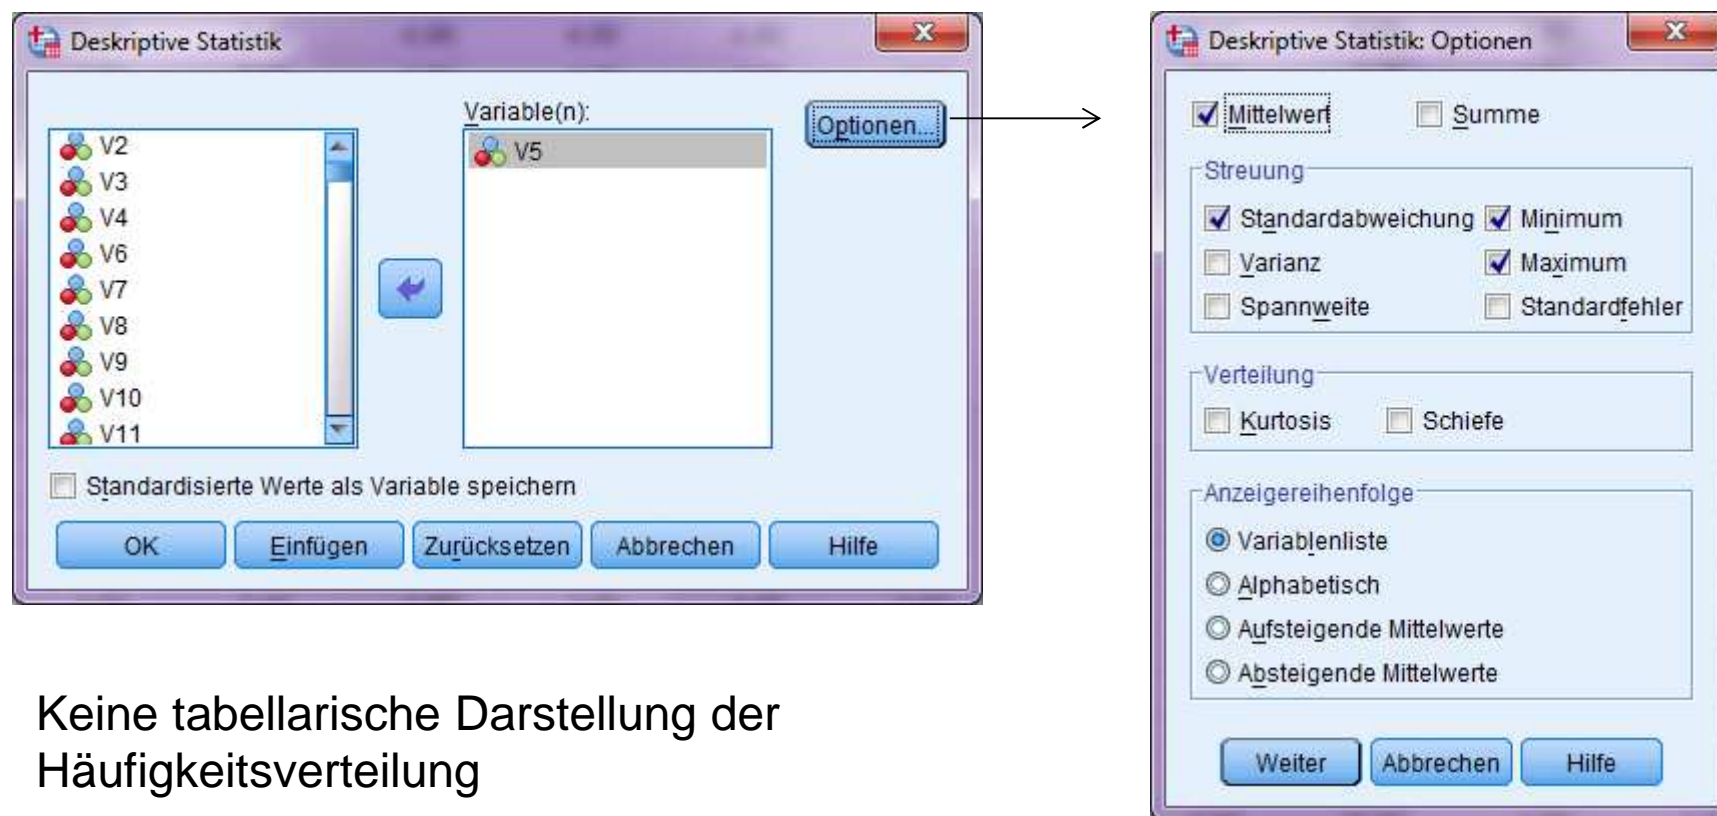 Deskriptive Statistik
Variable(n):
V2
V3
V4
V6
V7
V8
V9
V10
V11
V5
Optionen...
Standardisierte Werte als Variable speichern
OK
Einfügen
Zurücksetzen
Abbrechen
Hilfe
Deskriptive Statistik: Optionen
Mittelwert
Summe
Streuung
Standardabweichung
Minimum
Varianz
Maximum
Spannweite
Standardfehler
Verteilung
Kurtosis
Schiefe
Anzeigereihenfolge
Variablenliste
Alphabetisch
Aufsteigende Mittelwerte
Absteigende Mittelwerte
Weiter
Abbrechen
Hilfe
Keine tabellarische Darstellung der
Häufigkeitsverteilung